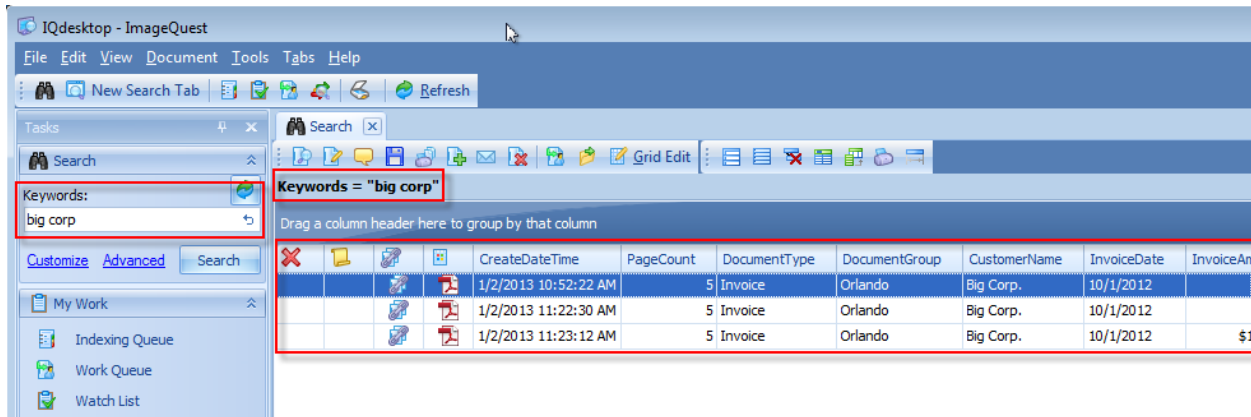 IQdesktop - ImageQuest
File Edit View Document Tools Tabs Help
New Search Tab Refresh
Tasks
Search
Search
Grid Edit
Keywords:
Keywords = "big corp"
big corp
Drag a column header here to group by that column
Customize Advanced Search
CreateDateTime PageCount DocumentType DocumentGroup CustomerName InvoiceDate InvoiceAm
1/2/2013 10:52:22 AM 5 Invoice Orlando Big Corp. 10/1/2012
1/2/2013 11:22:30 AM 5 Invoice Orlando Big Corp. 10/1/2012
1/2/2013 11:23:12 AM 5 Invoice Orlando Big Corp. 10/1/2012 $1
My Work
Indexing Queue
Work Queue
Watch List